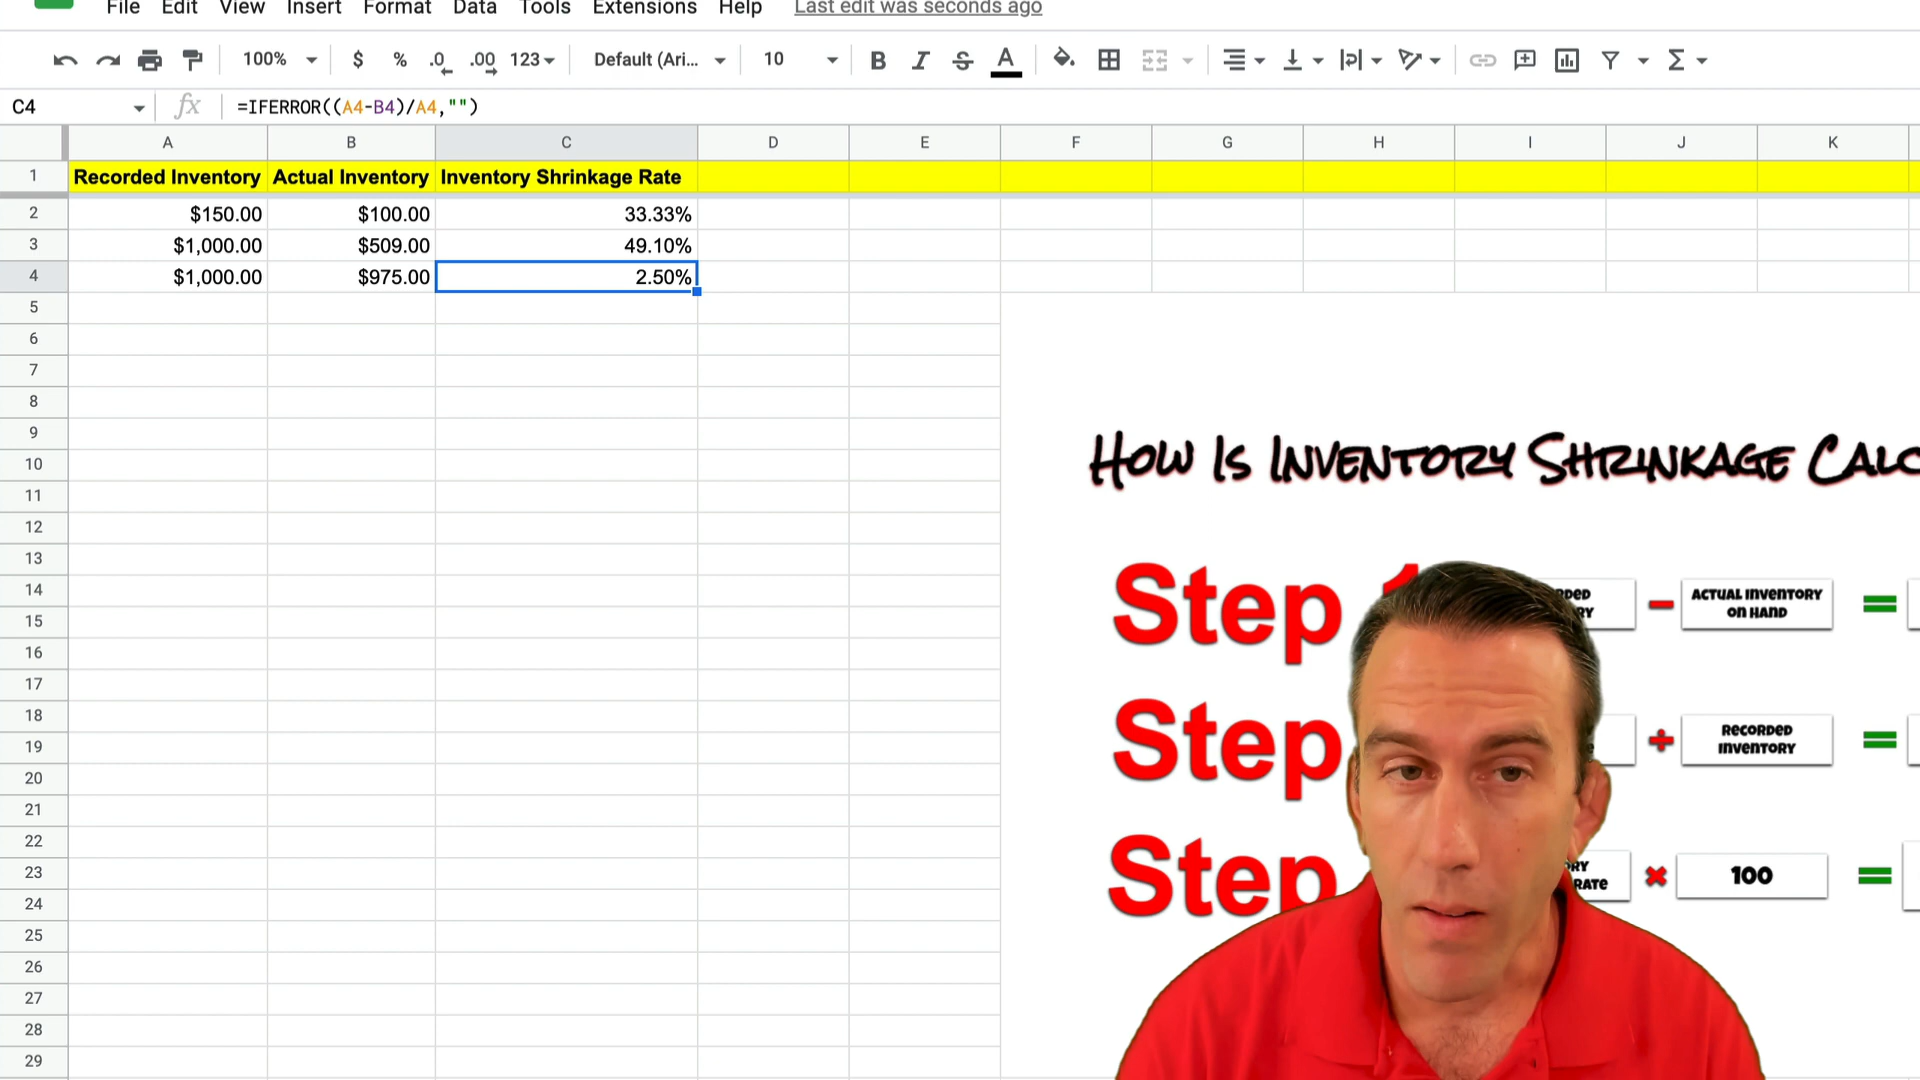 File Edit View Insert Format Data Tools Extensions Help Last edit was seconds ago
100% $ % .0 .00 123 Default (Ari... 10 B I S A Σ
C4 fx =IFERROR((A4-B4)/A4,"")
A B C D E F G H I J K
1 Recorded Inventory Actual Inventory Inventory Shrinkage Rate
2 $150.00 $100.00 33.33%
3 $1,000.00 $509.00 49.10%
4 $1,000.00 $975.00 2.50%
5
6
7
8
9
10
11
12
13
14
15
16
17
18
19
20
21
22
23
24
25
26
27
28
29
How Is Inventory Shrinkage Calc
Step 1 - Actual Inventory
on Hand =
Step ÷ Recorded
Inventory =
Step Rate × 100 =